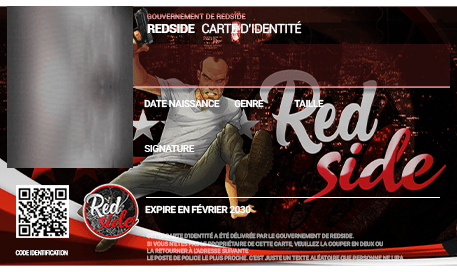 GOUVERNEMENT DE REDSIDE
REDSIDE CARTE D'IDENTITÉ
DATE NAISSANCE GENRE TAILLE
Red
side
SIGNATURE
Red
side
EXPIRE EN FÉVRIER 2030
CARTE D'IDENTITÉ A ÉTÉ DÉLIVRÉE PAR LE GOUVERNEMENT DE REDSIDE.
SI VOUS N'ÊTES PAS LE PROPRIÉTAIRE DE CETTE CARTE, VEUILLEZ LA COUPER EN DEUX OU
LA RETOURNER À L'ADRESSE SUIVANTE
LE POSTE DE POLICE LE PLUS PROCHE. C'EST JUSTE UN TEXTE ALÉATOIRE QUE PERSONNE NE LIRA
CODE IDENTIFICATION